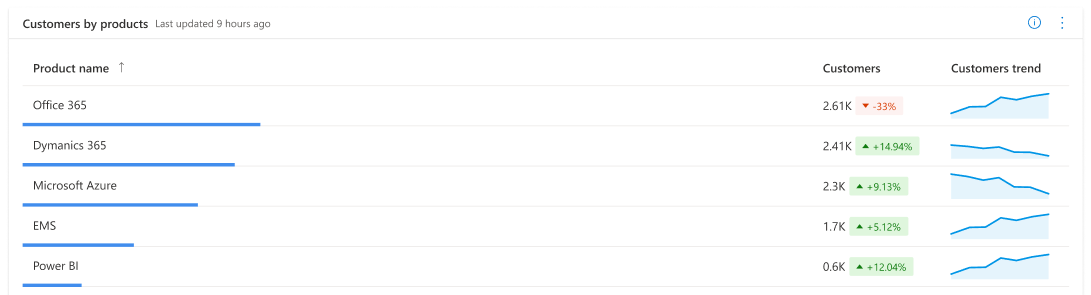 Customers by products Last updated 9 hours ago
Product name ↑ Customers Customers trend
Office 365 2.61K ▼ -33%
Dymanics 365 2.41K ▲ +14.94%
Microsoft Azure 2.3K ▲ +9.13%
EMS 1.7K ▲ +5.12%
Power BI 0.6K ▲ +12.04%